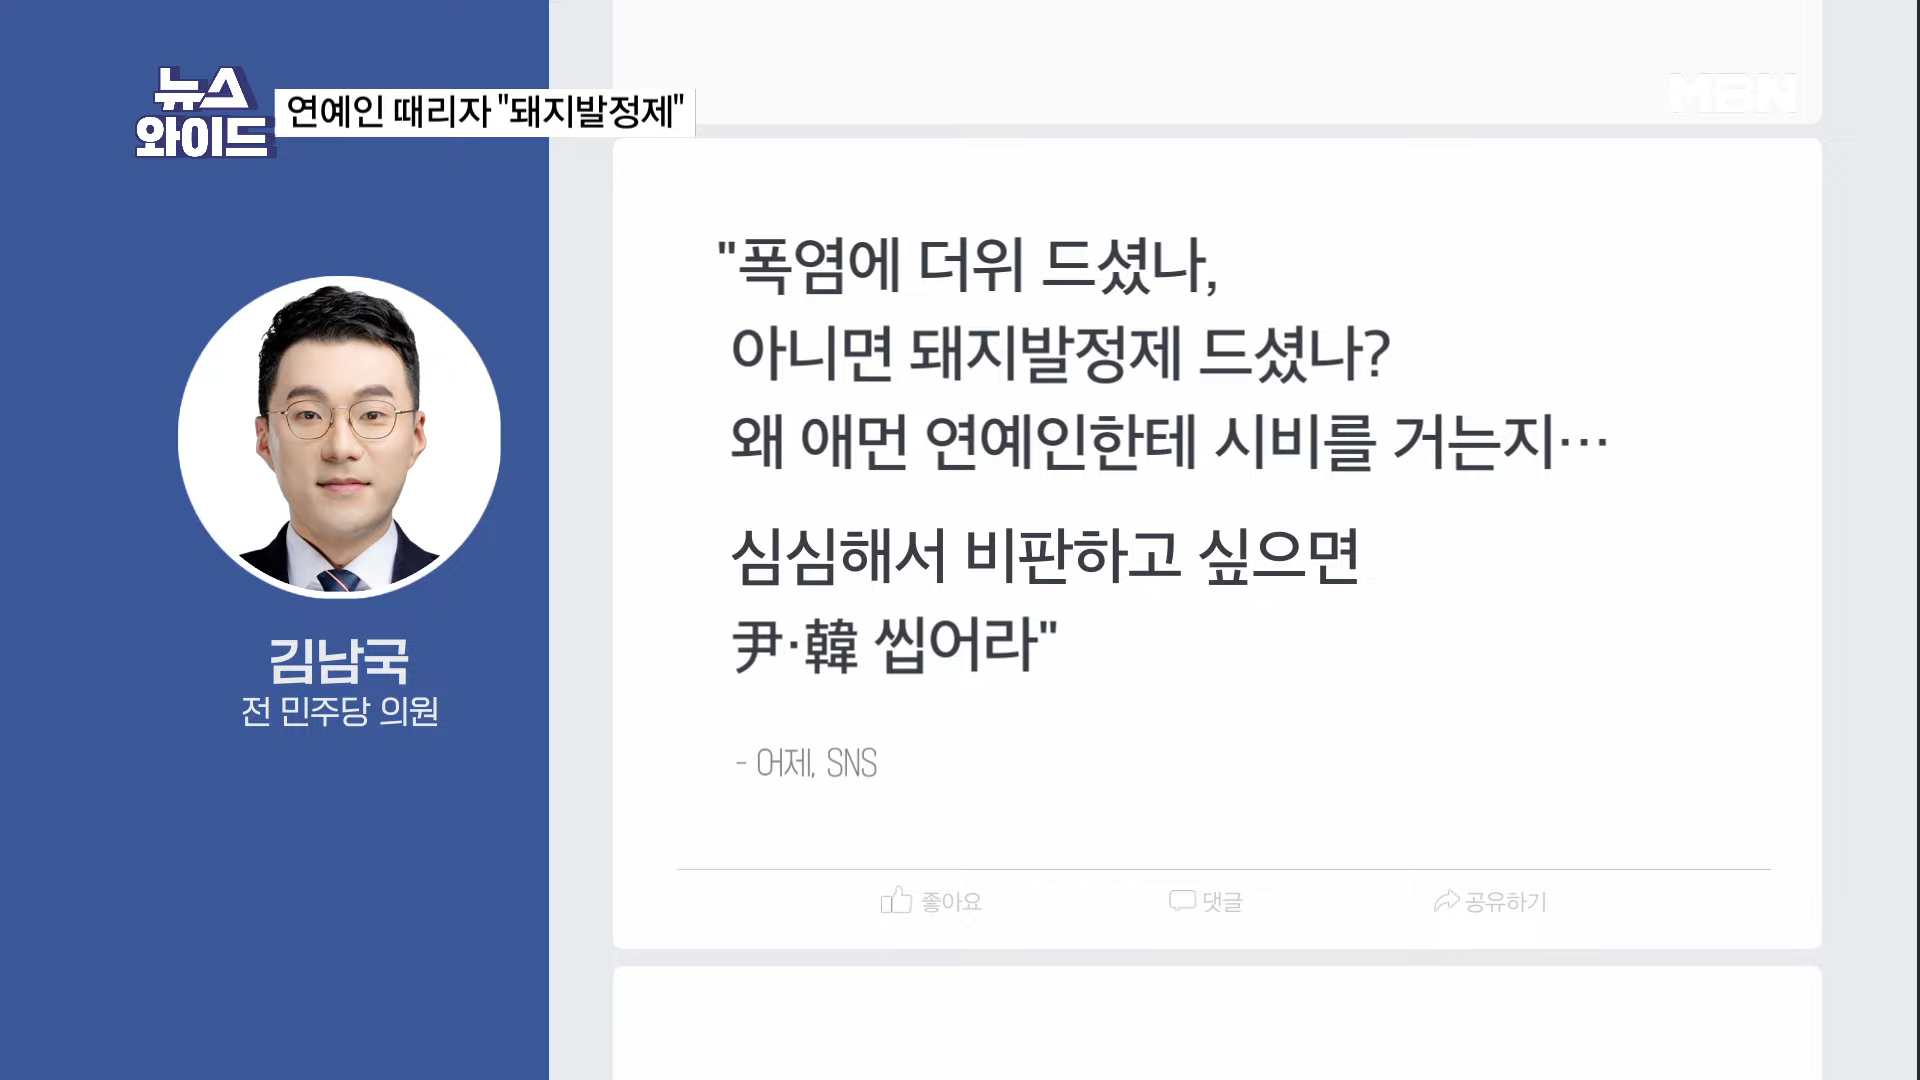 뉴스
와이드
연예인 때리자 "돼지발정제"
MBN
"폭염에 더위 드셨나,
아니면 돼지발정제 드셨나?
왜 애먼 연예인한테 시비를 거는지…
심심해서 비판하고 싶으면
尹·韓 씹어라"
- 어제, SNS
김남국
전 민주당 의원
좋아요
댓글
공유하기